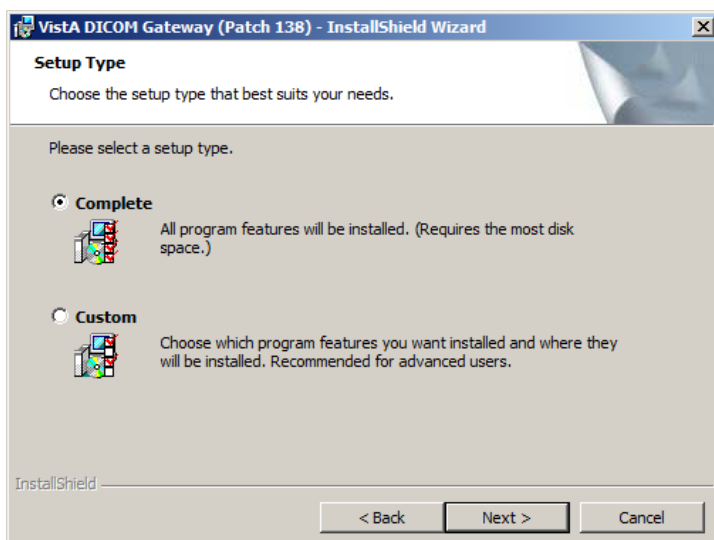 VistA DICOM Gateway (Patch 138) - InstallShield Wizard
Setup Type
Choose the setup type that best suits your needs.
Please select a setup type.
Complete
All program features will be installed. (Requires the most disk
space.)
Custom
Choose which program features you want installed and where they
will be installed. Recommended for advanced users.
InstallShield
< Back Next > Cancel